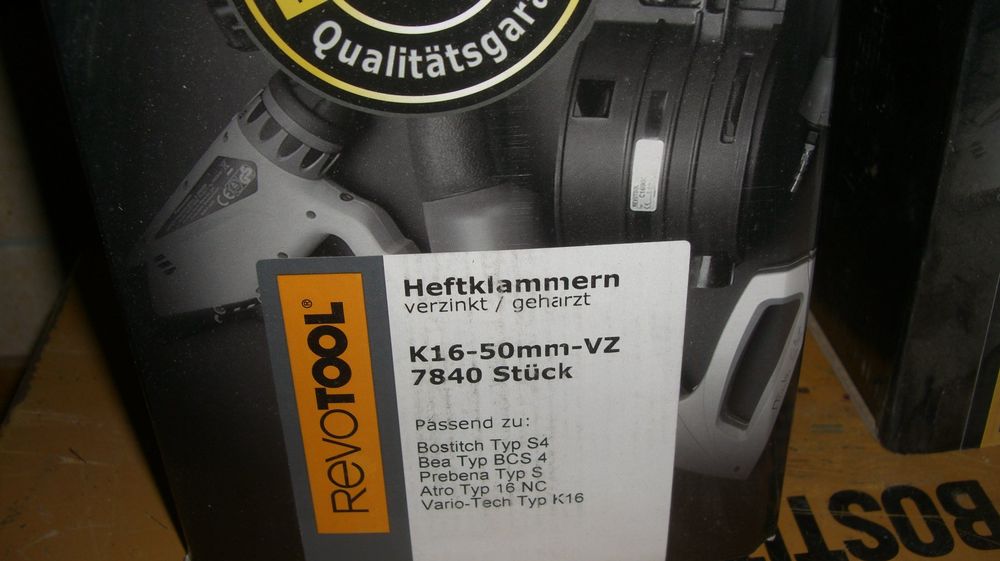 Qualitätsgara
REVOTOOL®
Heftklammern
verzinkt / geharzt
K16-50mm-VZ
7840 Stück
Passend zu:
Bostitch Typ S4
Bea Typ BCS 4
Prebena Typ S
Atro Typ 16 NC
Vario-Tech Typ K16
BOSTI